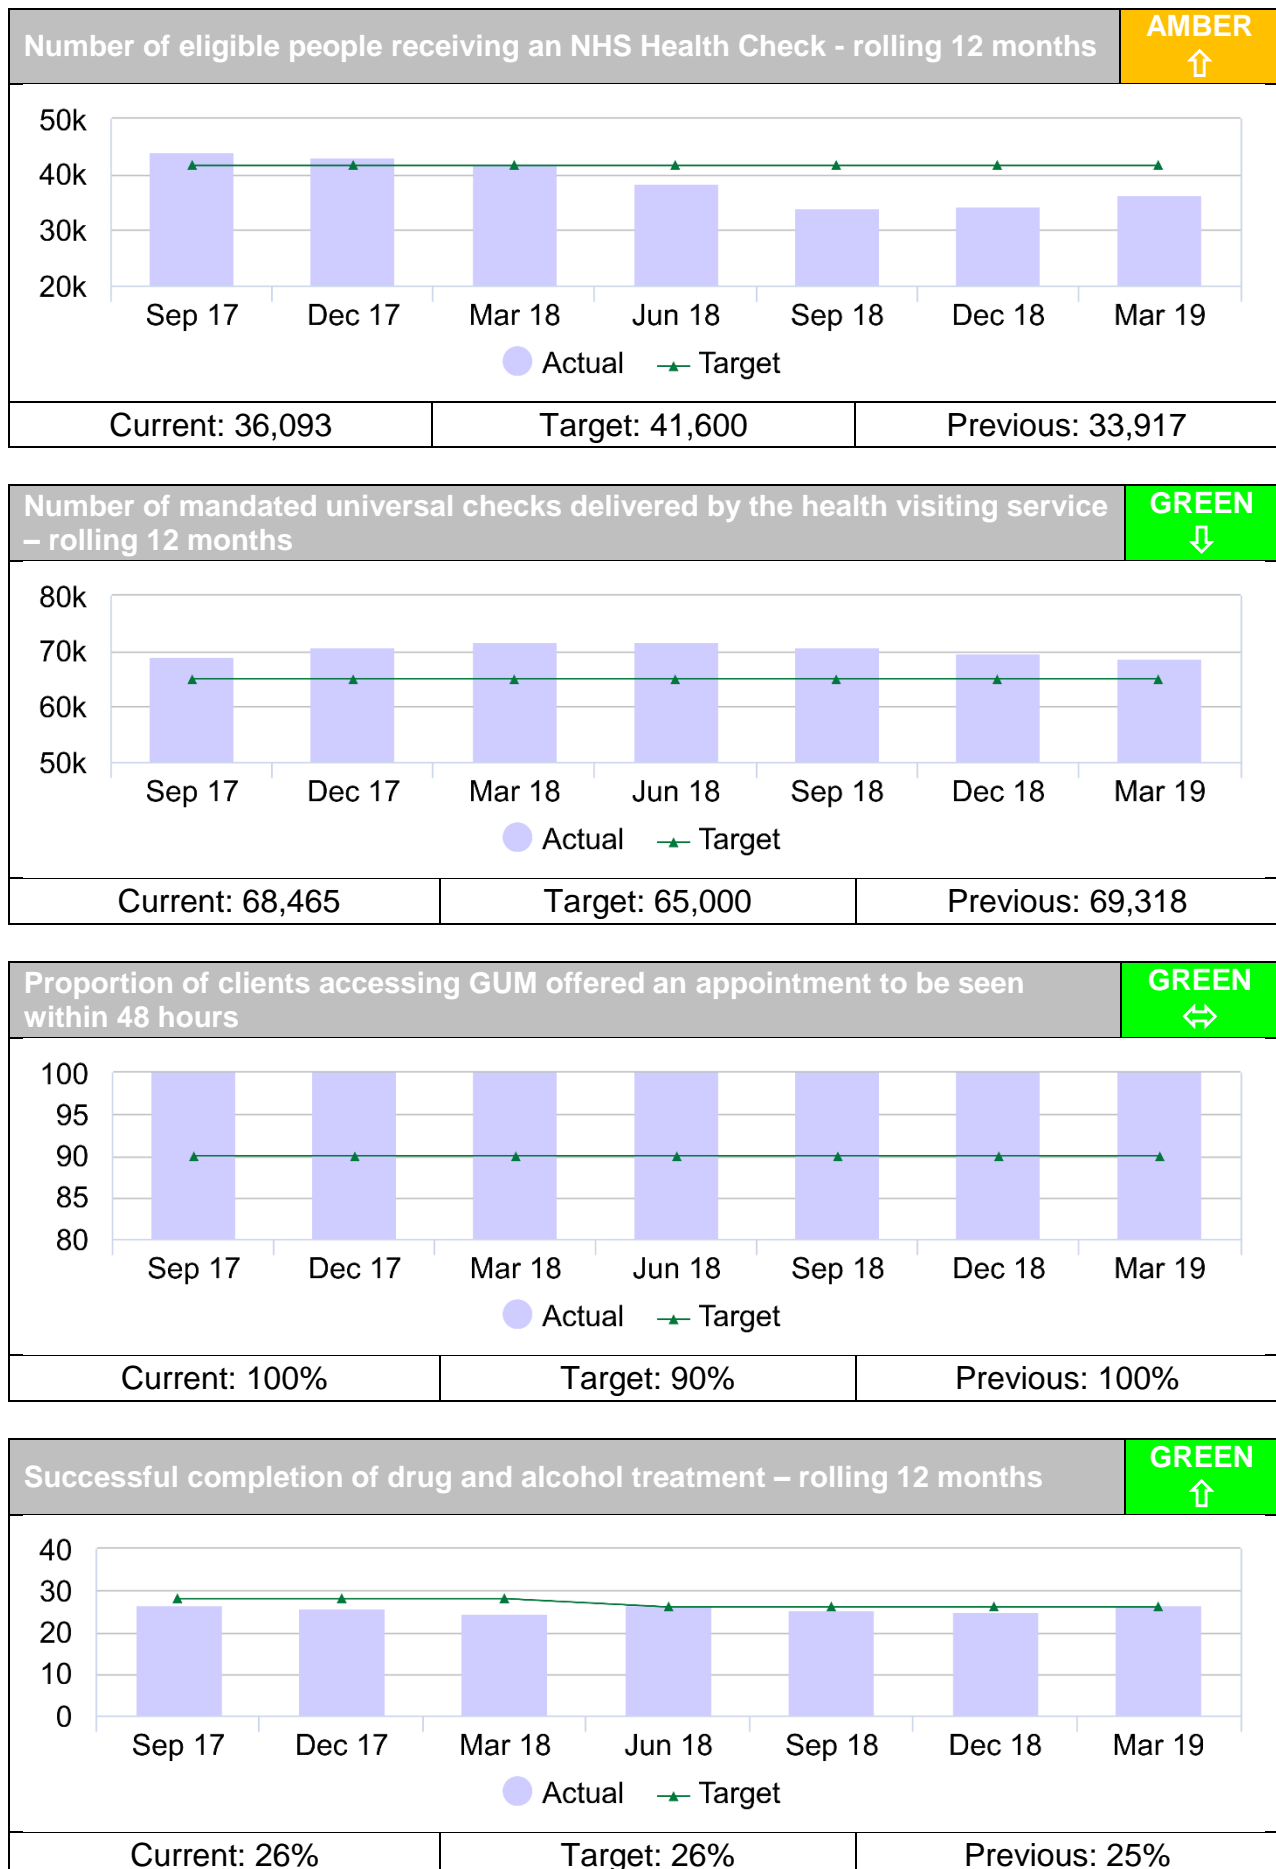 Number of eligible people receiving an NHS Health Check - rolling 12 months
AMBER
⇧
50k
40k
30k
20k
Sep 17 Dec 17 Mar 18 Jun 18 Sep 18 Dec 18 Mar 19
Actual Target
Current: 36,093 Target: 41,600 Previous: 33,917
Number of mandated universal checks delivered by the health visiting service
– rolling 12 months
GREEN
⇩
80k
70k
60k
50k
Sep 17 Dec 17 Mar 18 Jun 18 Sep 18 Dec 18 Mar 19
Actual Target
Current: 68,465 Target: 65,000 Previous: 69,318
Proportion of clients accessing GUM offered an appointment to be seen
within 48 hours
GREEN
⬄
100
95
90
85
80
Sep 17 Dec 17 Mar 18 Jun 18 Sep 18 Dec 18 Mar 19
Actual Target
Current: 100% Target: 90% Previous: 100%
Successful completion of drug and alcohol treatment – rolling 12 months
GREEN
⇧
40
30
20
10
0
Sep 17 Dec 17 Mar 18 Jun 18 Sep 18 Dec 18 Mar 19
Actual Target
Current: 26% Target: 26% Previous: 25%